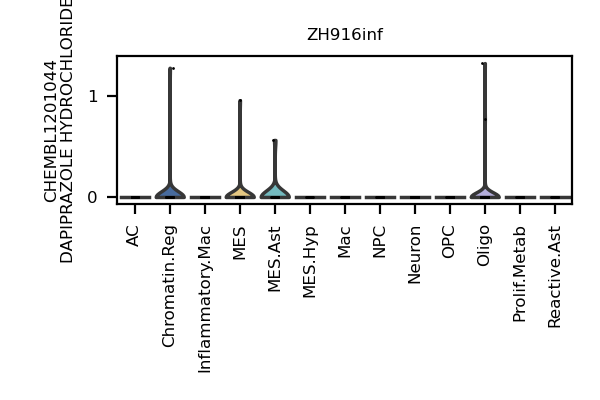 ZH916inf
CHEMBL1201044
DAPIPRAZOLE HYDROCHLORIDE
1
0
AC
Chromatin.Reg
Inflammatory.Mac
MES
MES.Ast
MES.Hyp
Mac
NPC
Neuron
OPC
Oligo
Prolif.Metab
Reactive.Ast